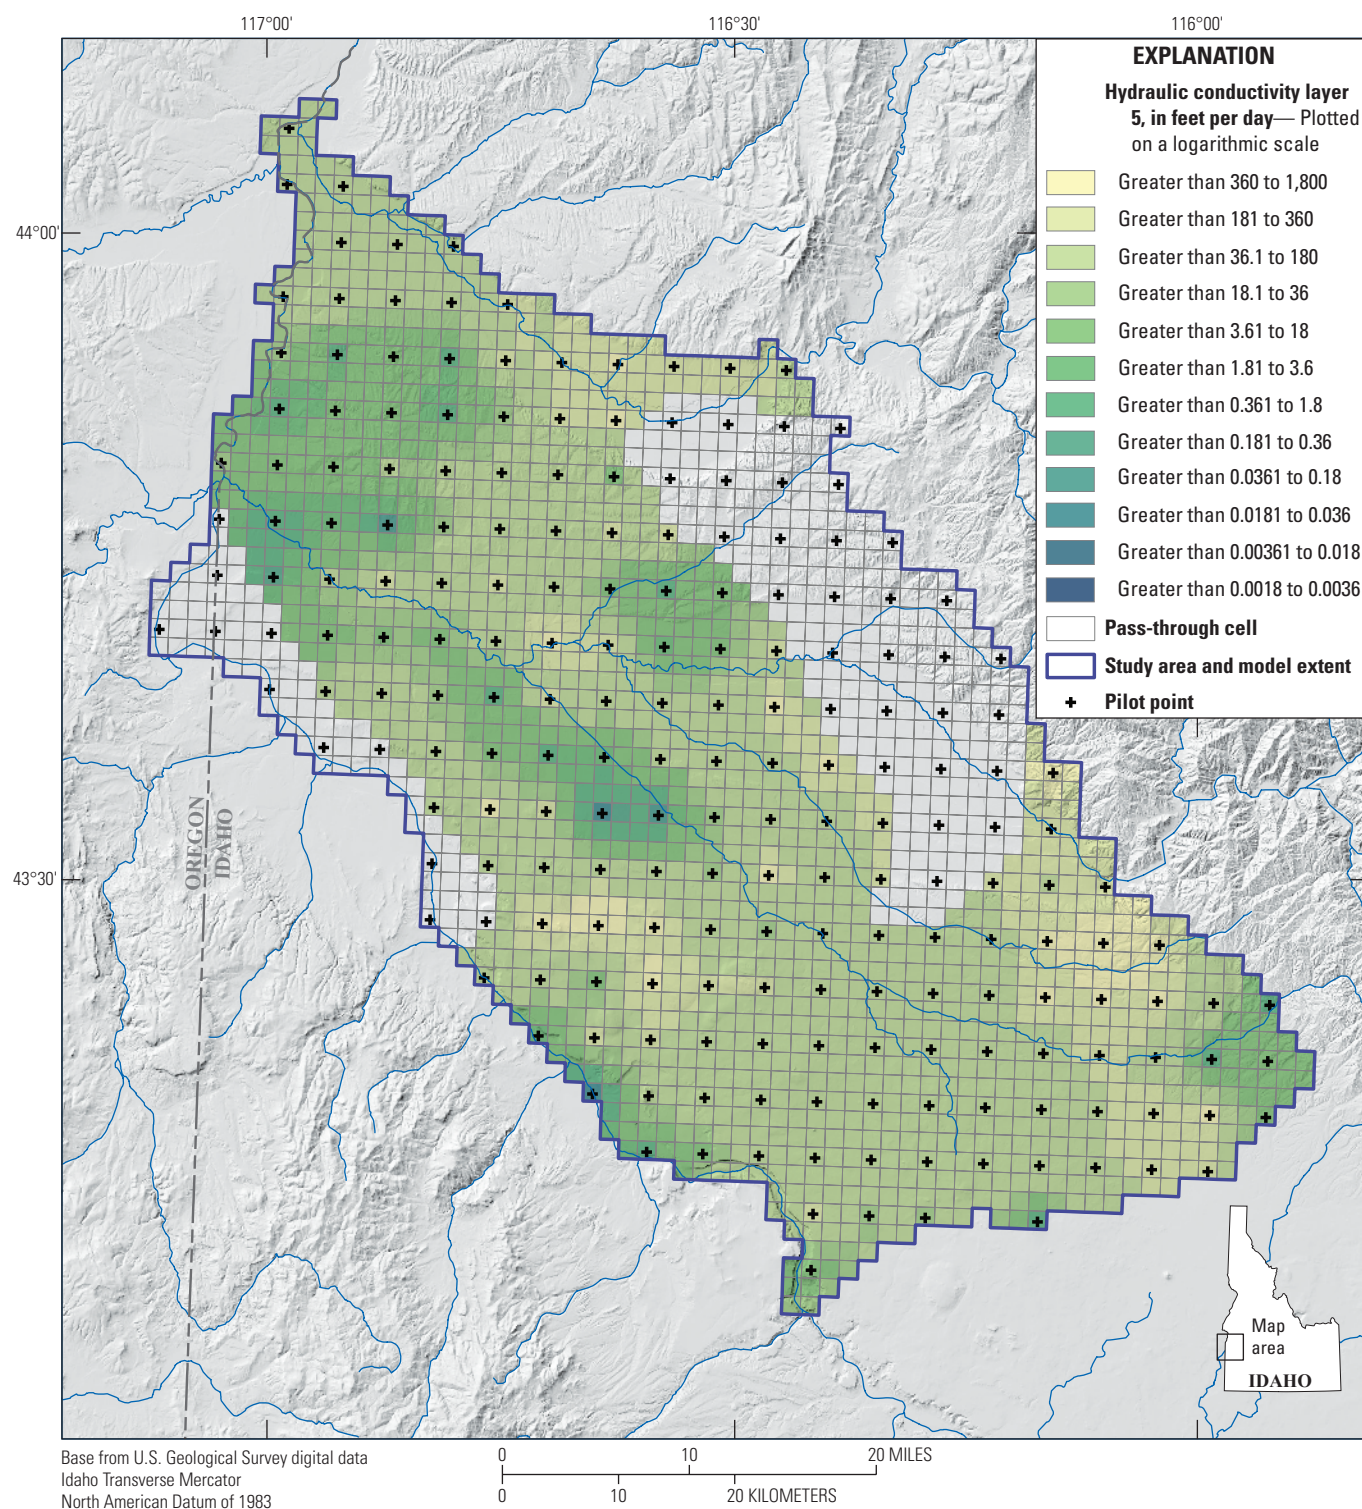 117°00'
116°30'
116°00'
44°00'
43°30'
EXPLANATION
Hydraulic conductivity layer
5, in feet per day— Plotted
on a logarithmic scale
Greater than 360 to 1,800
Greater than 181 to 360
Greater than 36.1 to 180
Greater than 18.1 to 36
Greater than 3.61 to 18
Greater than 1.81 to 3.6
Greater than 0.361 to 1.8
Greater than 0.181 to 0.36
Greater than 0.0361 to 0.18
Greater than 0.0181 to 0.036
Greater than 0.00361 to 0.018
Greater than 0.0018 to 0.0036
Pass-through cell
Study area and model extent
Pilot point
OREGON
IDAHO
Map
area
IDAHO
Base from U.S. Geological Survey digital data
Idaho Transverse Mercator
North American Datum of 1983
0 10 20 MILES
0 10 20 KILOMETERS